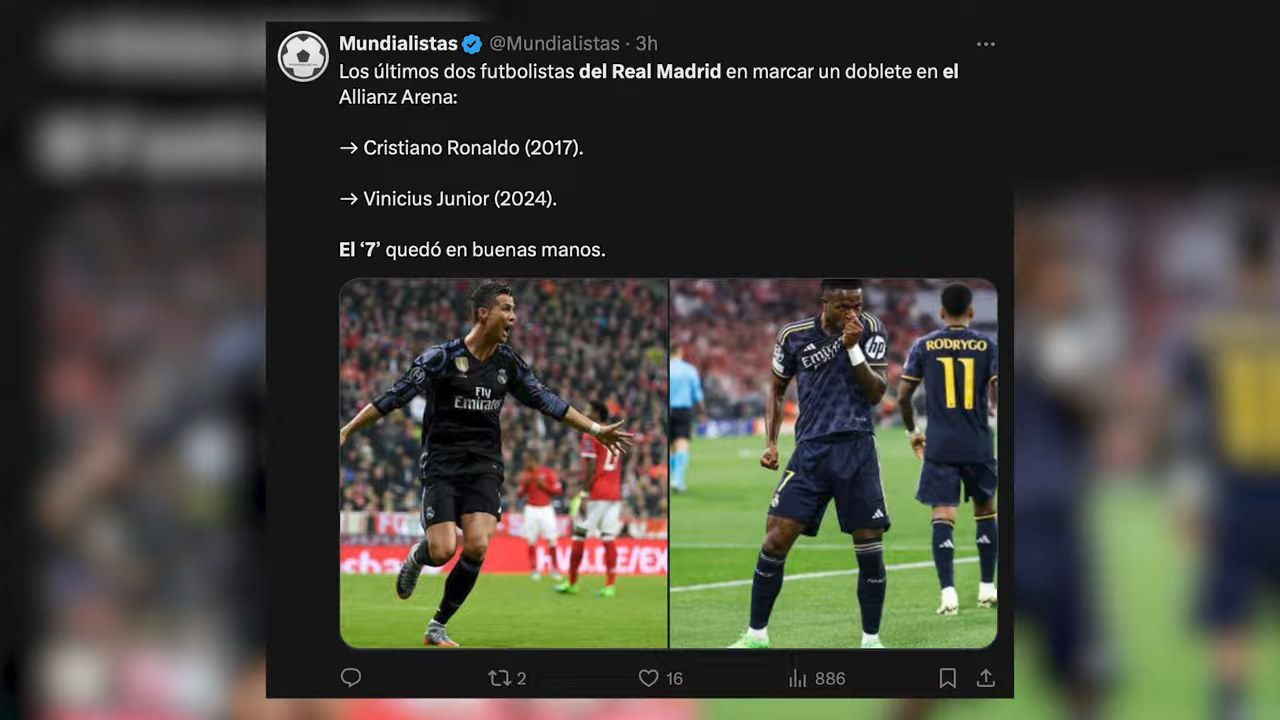 Mundialistas @Mundialistas · 3h
Los últimos dos futbolistas del Real Madrid en marcar un doblete en el
Allianz Arena:
→ Cristiano Ronaldo (2017).
→ Vinicius Junior (2024).
El ‘7’ quedó en buenas manos.
Fly
Emirates
Emirates
hp
7
RODRYGO
11
2
16
886